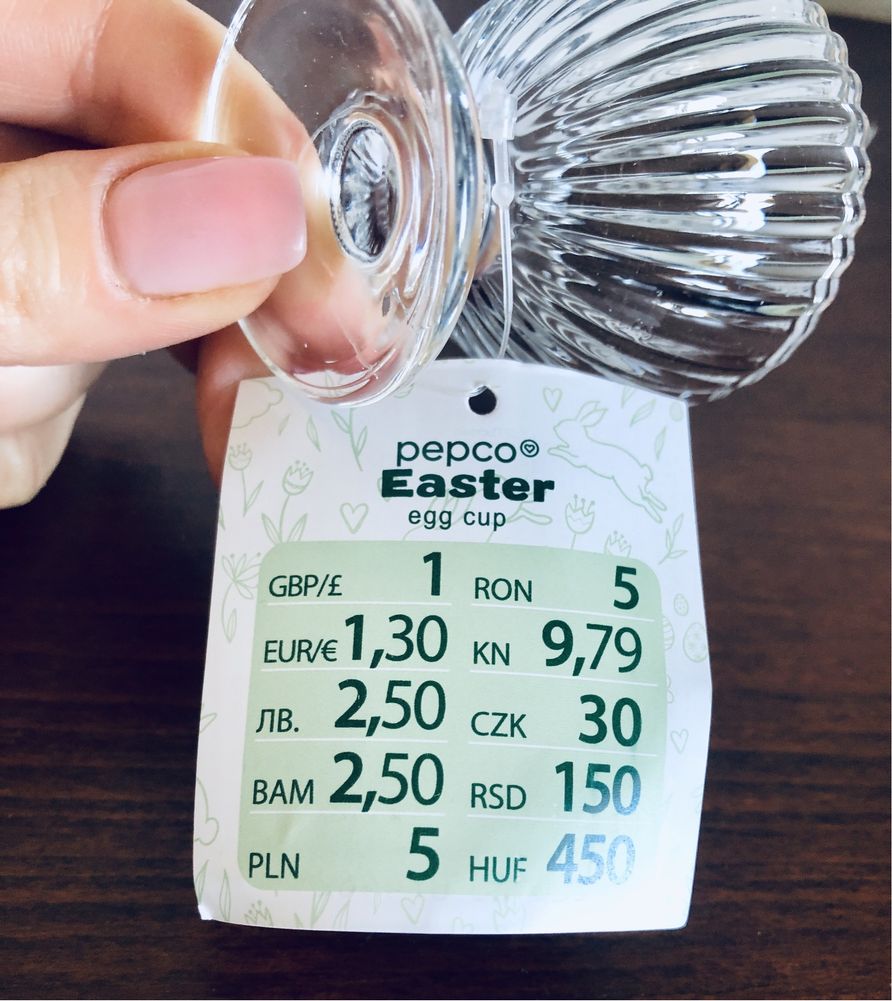 pepco
Easter
egg cup
GBP/£ 1 RON 5
EUR/€ 1,30 KN 9,79
ЛВ. 2,50 CZK 30
BAM 2,50 RSD 150
PLN 5 HUF 450